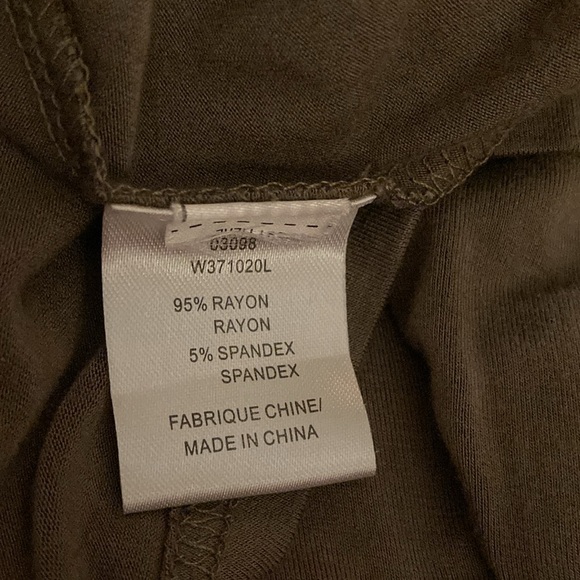 03098
W371020L
95% RAYON
RAYON
5% SPANDEX
SPANDEX
FABRIQUE CHINE/
MADE IN CHINA